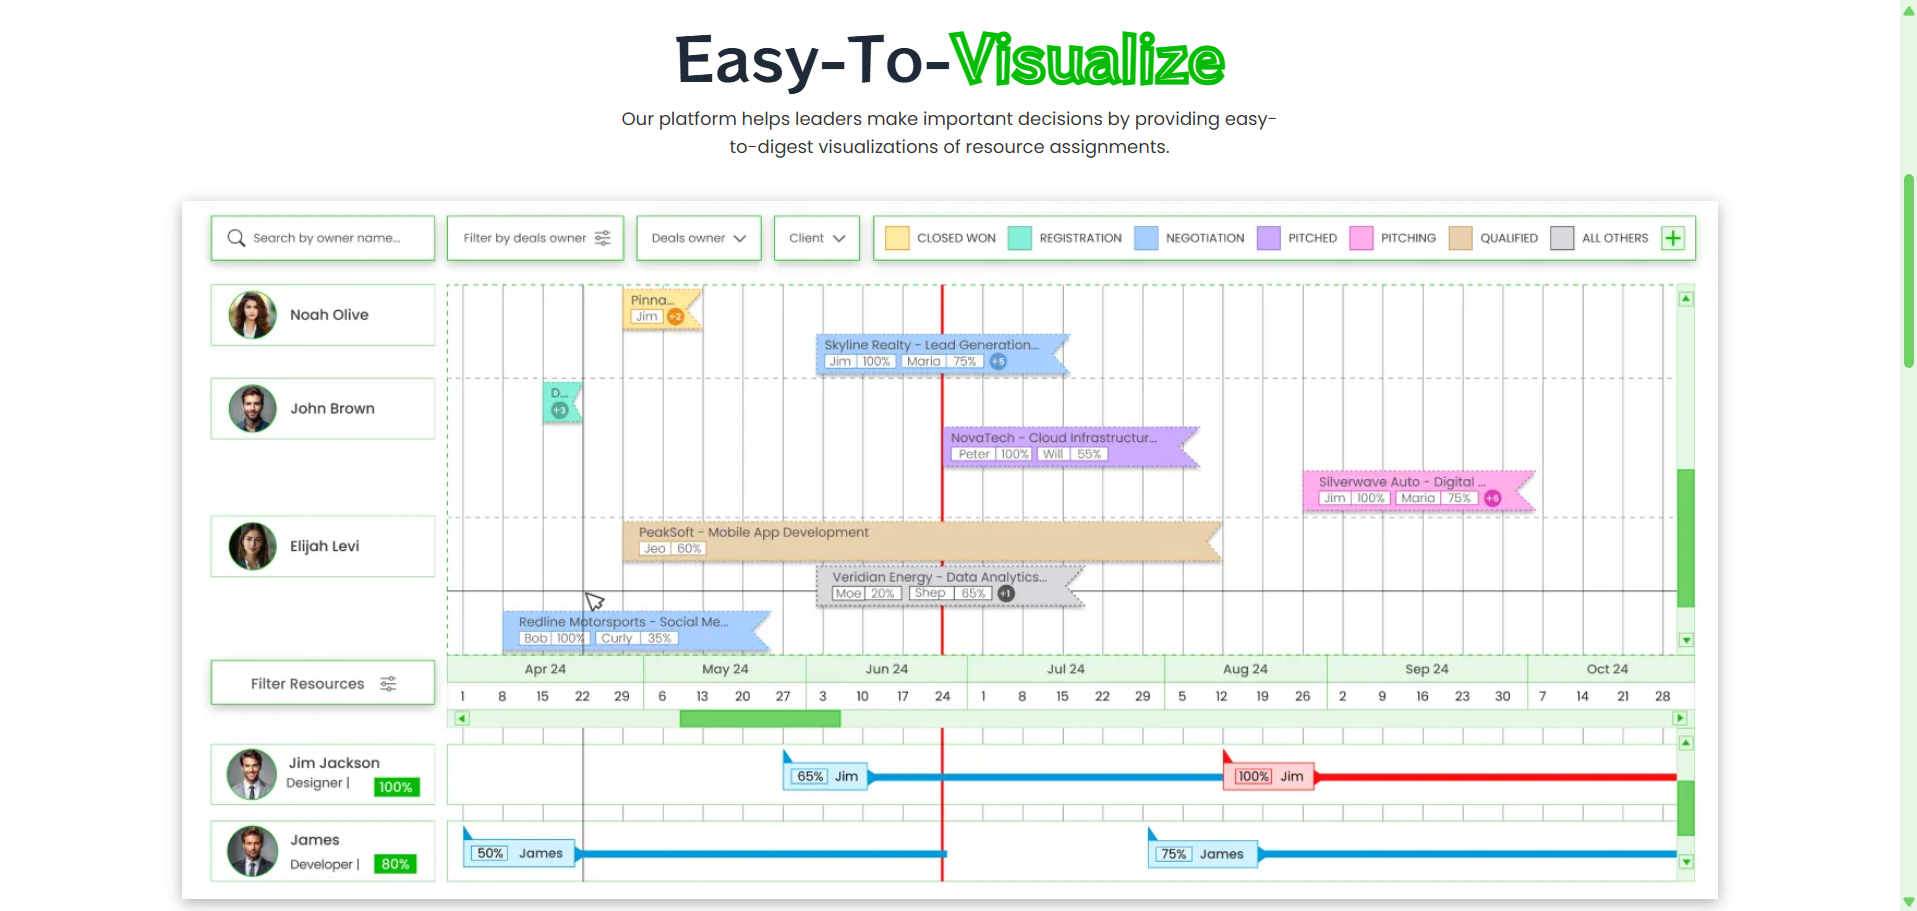 Easy-To-Visualize
Our platform helps leaders make important decisions by providing easy-
to-digest visualizations of resource assignments.
Search by owner name...
Filter by deals owner
Deals owner
Client
CLOSED WON
REGISTRATION
NEGOTIATION
PITCHED
PITCHING
QUALIFIED
ALL OTHERS
Noah Olive
Pinna...
Jim +2
Skyline Realty - Lead Generation...
Jim 100% Maria 75% +5
John Brown
D...
+3
NovaTech - Cloud Infrastructur...
Peter 100% Will 55%
Silverwave Auto - Digital ...
Jim 100% Maria 75% +6
Elijah Levi
PeakSoft - Mobile App Development
Jeo 60%
Veridian Energy - Data Analytics...
Moe 20% Shep 65% +1
Redline Motorsports - Social Me...
Bob 100% Curly 35%
Filter Resources
Apr 24 May 24 Jun 24 Jul 24 Aug 24 Sep 24 Oct 24
1 8 15 22 29 6 13 20 27 3 10 17 24 1 8 15 22 29 5 12 19 26 2 9 16 23 30 7 14 21 28
Jim Jackson
Designer | 100%
65% Jim
100% Jim
James
Developer | 80%
50% James
75% James